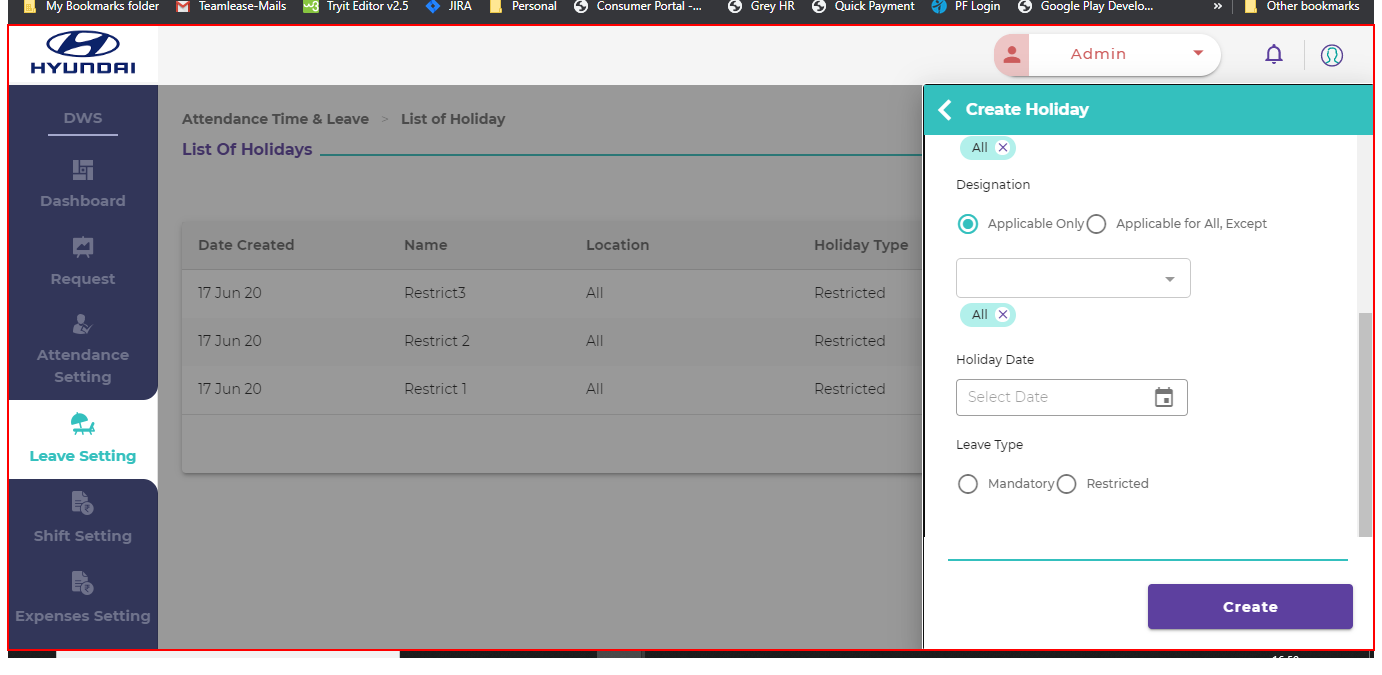 My Bookmarks folder Teamlease-Mails Tryit Editor v2.5 JIRA Personal Consumer Portal -... Grey HR Quick Payment PF Login Google Play Develo... » Other bookmarks
HYUNDAI
Admin
DWS
Dashboard
Request
Attendance
Setting
Leave Setting
Shift Setting
Expenses Setting
Attendance Time & Leave > List of Holiday
List Of Holidays
Date Created Name Location Holiday Type
17 Jun 20 Restrict3 All Restricted
17 Jun 20 Restrict 2 All Restricted
17 Jun 20 Restrict 1 All Restricted
Create Holiday
All
Designation
Applicable Only Applicable for All, Except
All
Holiday Date
Select Date
Leave Type
Mandatory Restricted
Create